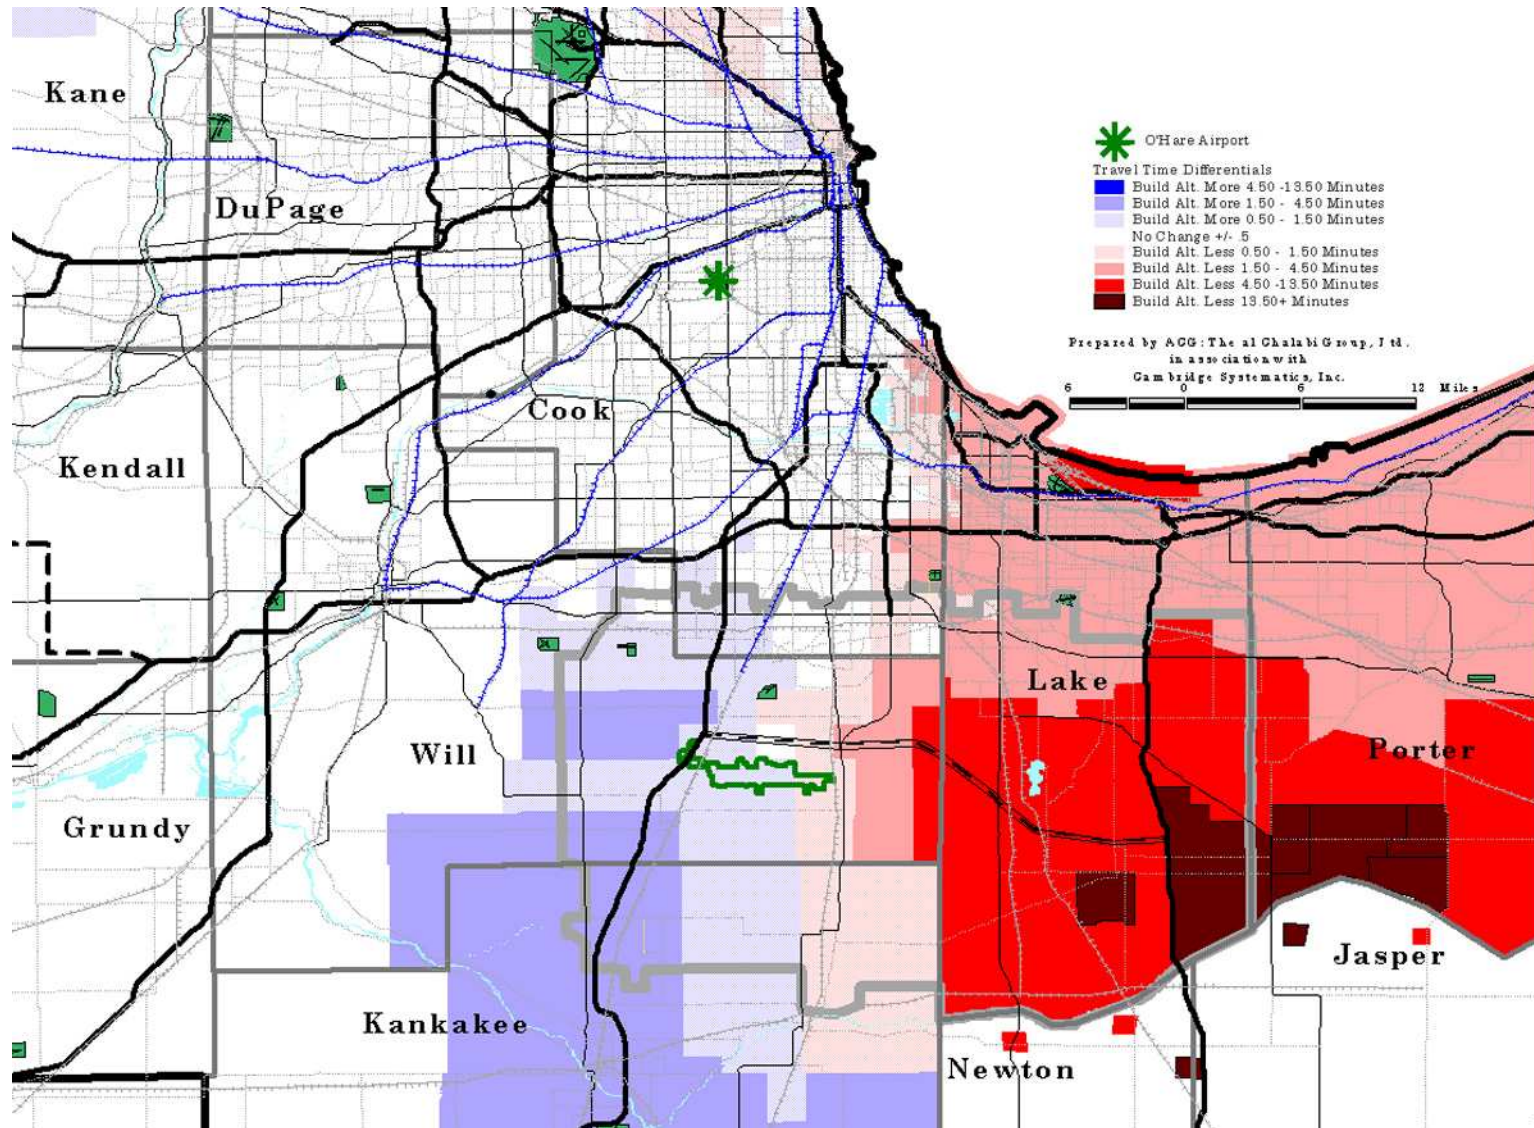 Kane
DuPage
Kendall
Cook
Will
Grundy
Kankakee
Lake
Porter
Jasper
Newton
O'Hare Airport
Travel Time Differentials
Build Alt. More 4.50 -13.50 Minutes
Build Alt. More 1.50 - 4.50 Minutes
Build Alt. More 0.50 - 1.50 Minutes
No Change +/- .5
Build Alt. Less 0.50 - 1.50 Minutes
Build Alt. Less 1.50 - 4.50 Minutes
Build Alt. Less 4.50 -13.50 Minutes
Build Alt. Less 13.50+ Minutes
Prepared by ACG: The al Chalabi Group, Ltd.
in association with
Cambridge Systematics, Inc.
6 0 6 12 Miles